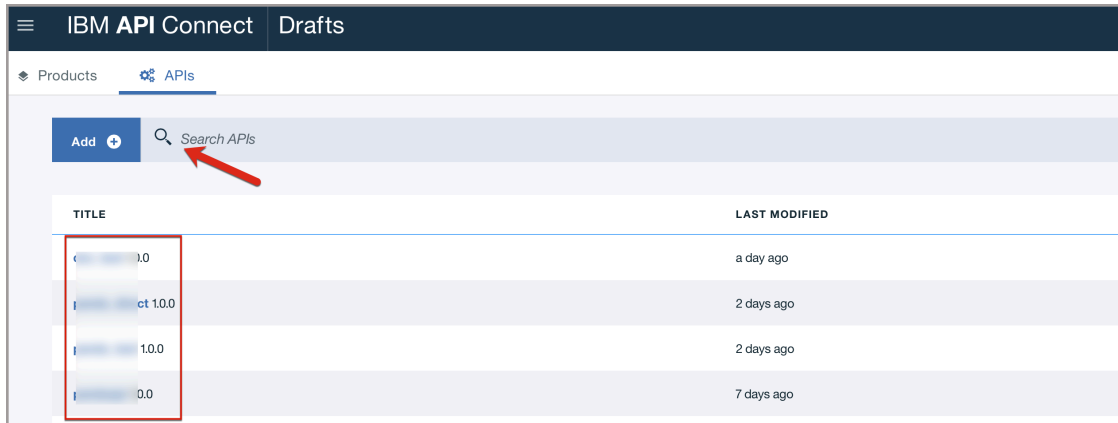 IBM API Connect Drafts
Products APIs
Add Search APIs
TITLE LAST MODIFIED
a day ago
1.0.0 2 days ago
1.0.0 2 days ago
7 days ago